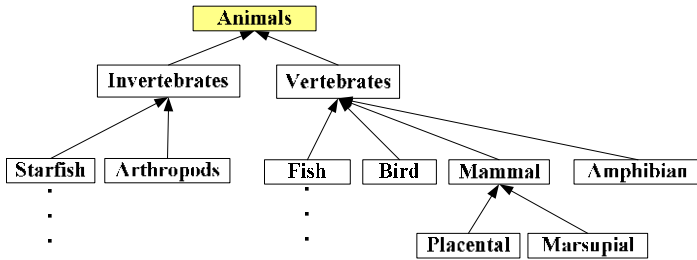 Animals
Invertebrates
Vertebrates
Starfish
Arthropods
Fish
Bird
Mammal
Amphibian
Placental
Marsupial